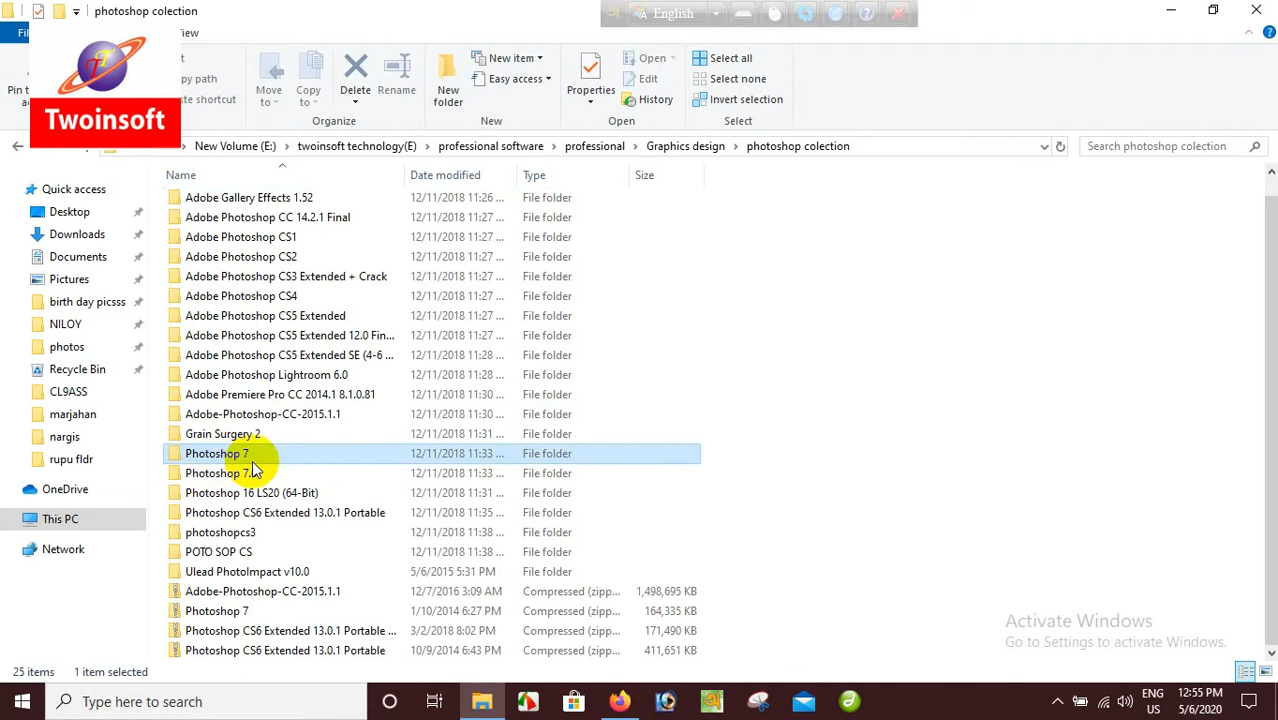 photoshop colection
English
View
Move to
Copy to
Delete
Rename
New folder
New item
Easy access
Properties
Open
Edit
History
Select all
Select none
Invert selection
Pin t
py path
ste shortcut
Organize
New
Open
Select
Twoinsoft
New Volume (E:) > twoinsoft technology(E) > professional software > professional > Graphics design > photoshop colection
Search photoshop colection
Name Date modified Type Size
Quick access
Desktop
Downloads
Documents
Pictures
birth day picsss
NILOY
photos
Recycle Bin
CL9ASS
marjahan
nargis
rupu fldr
OneDrive
This PC
Network
Adobe Gallery Effects 1.52 12/11/2018 11:26 ... File folder
Adobe Photoshop CC 14.2.1 Final 12/11/2018 11:27 ... File folder
Adobe Photoshop CS1 12/11/2018 11:27 ... File folder
Adobe Photoshop CS2 12/11/2018 11:27 ... File folder
Adobe Photoshop CS3 Extended + Crack 12/11/2018 11:27 ... File folder
Adobe Photoshop CS4 12/11/2018 11:27 ... File folder
Adobe Photoshop CS5 Extended 12/11/2018 11:27 ... File folder
Adobe Photoshop CS5 Extended 12.0 Fin... 12/11/2018 11:27 ... File folder
Adobe Photoshop CS5 Extended SE (4-6 ... 12/11/2018 11:28 ... File folder
Adobe Photoshop Lightroom 6.0 12/11/2018 11:28 ... File folder
Adobe Premiere Pro CC 2014.1 8.1.0.81 12/11/2018 11:30 ... File folder
Adobe-Photoshop-CC-2015.1.1 12/11/2018 11:30 ... File folder
Grain Surgery 2 12/11/2018 11:31 ... File folder
Photoshop 7 12/11/2018 11:33 ... File folder
Photoshop 7. 12/11/2018 11:33 ... File folder
Photoshop 16 LS20 (64-Bit) 12/11/2018 11:31 ... File folder
Photoshop CS6 Extended 13.0.1 Portable 12/11/2018 11:35 ... File folder
photoshopcs3 12/11/2018 11:38 ... File folder
POTO SOP CS 12/11/2018 11:38 ... File folder
Ulead PhotoImpact v10.0 5/6/2015 5:31 PM File folder
Adobe-Photoshop-CC-2015.1.1 12/7/2016 3:09 AM Compressed (zipp... 1,498,695 KB
Photoshop 7 1/10/2014 6:27 PM Compressed (zipp... 164,335 KB
Photoshop CS6 Extended 13.0.1 Portable ... 3/2/2018 8:02 PM Compressed (zipp... 171,490 KB
Photoshop CS6 Extended 13.0.1 Portable 10/9/2014 6:43 PM Compressed (zipp... 411,651 KB
Activate Windows
Go to Settings to activate Windows.
25 items 1 item selected
Type here to search
ENG
US
12:55 PM
5/6/2020